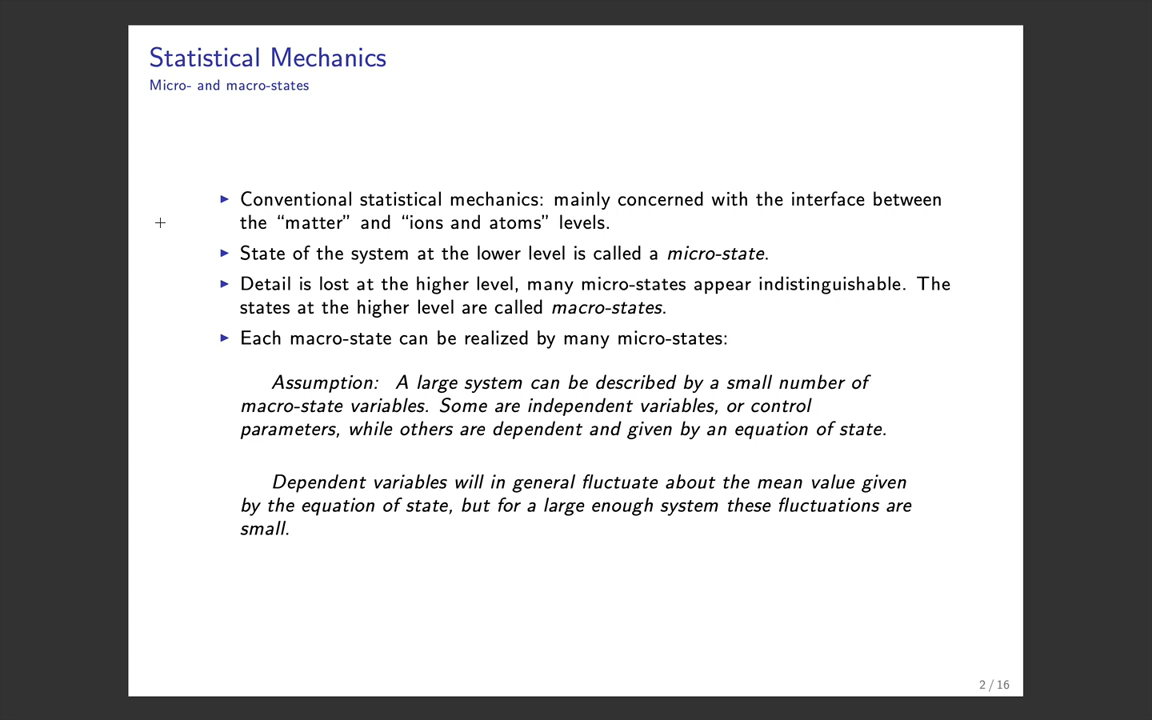 Statistical Mechanics
Micro- and macro-states
Conventional statistical mechanics: mainly concerned with the interface between
the “matter” and “ions and atoms” levels.
State of the system at the lower level is called a micro-state.
Detail is lost at the higher level, many micro-states appear indistinguishable. The
states at the higher level are called macro-states.
Each macro-state can be realized by many micro-states:
Assumption: A large system can be described by a small number of
macro-state variables. Some are independent variables, or control
parameters, while others are dependent and given by an equation of state.
Dependent variables will in general fluctuate about the mean value given
by the equation of state, but for a large enough system these fluctuations are
small.
2 / 16